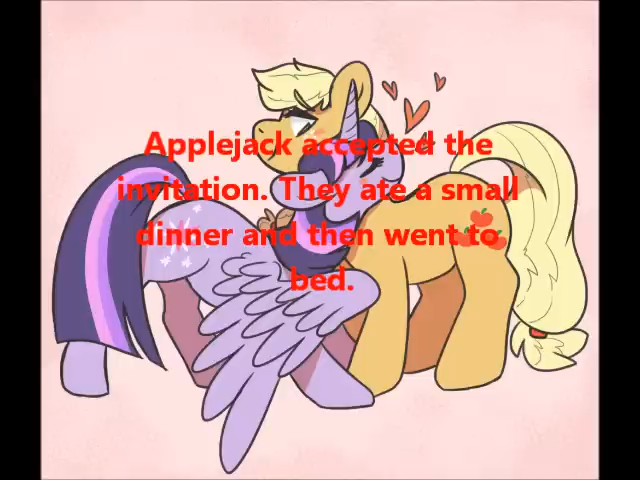 Applejack accepted the
invitation. They ate a small
dinner and then went to
bed.